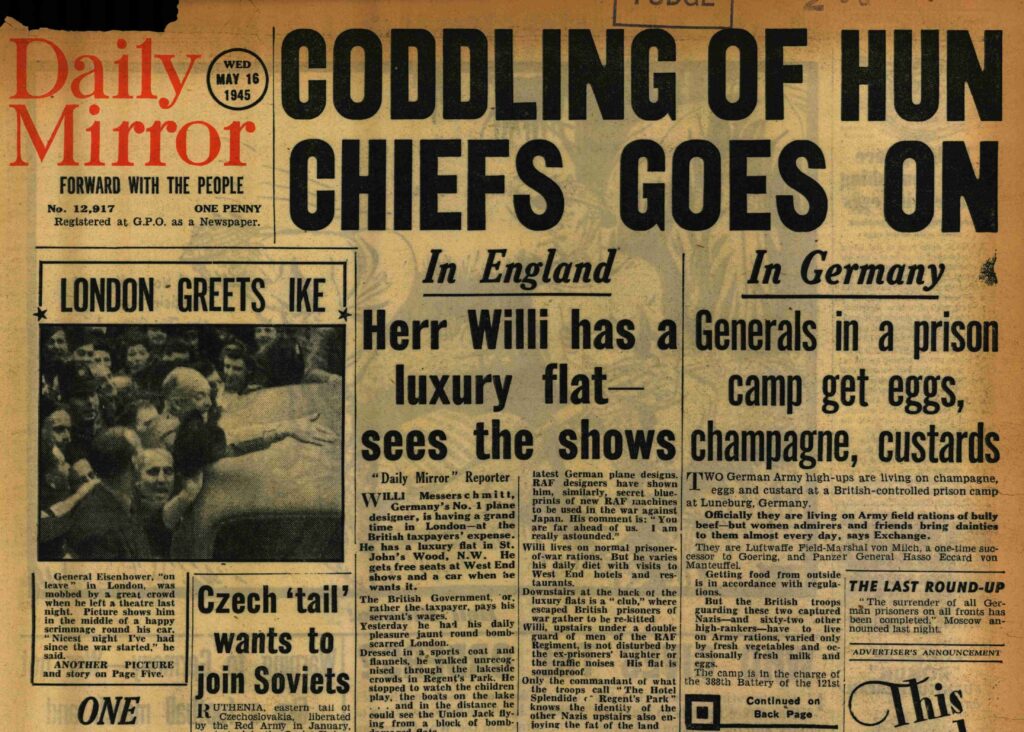 Daily
Mirror
WED
MAY 16
1945
FORWARD WITH THE PEOPLE
No. 12,917 ONE PENNY
Registered at G.P.O. as a Newspaper.
CODDLING OF HUN
CHIEFS GOES ON
LONDON GREETS IKE
General Eisenhower, "on
leave" in London, was
mobbed by a great crowd
when he left a theatre last
night. Picture shows him
in the middle of a happy
scrimmage round his car.
"Nicest night I've had
since the war started," he
said.
ANOTHER PICTURE
and story on Page Five.
ONE
Czech 'tail'
wants to
join Soviets
RUTHENIA, eastern tail of
Czechoslovakia, liberated
by the Red Army in January,
In England
Herr Willi has a
luxury flat—
sees the shows
"Daily Mirror" Reporter
WILLI Messerschmitt,
Germany's No. 1 plane
designer, is having a grand
time in London—at the
British taxpayers' expense.
He has a luxury flat in St.
John's Wood, N.W. He
gets free seats at West End
shows and a car when he
wants it.
The British Government, or,
rather the taxpayer, pays his
servant's wages.
Yesterday he had his daily
pleasure jaunt round bomb-
scarred London.
Dressed in a sports coat and
flannels, he walked unrecog-
nised through the lakeside
crowds in Regent's Park. He
stopped to watch the children
play, the boats on the lake
. . . and in the distance he
could see the Union Jack fly-
ing from a block of bomb-
damaged flats.
latest German plane designs.
RAF designers have shown
him, similarly, secret blue-
prints of new RAF machines
to be used in the war against
Japan. His comment is: "You
are far ahead of us. I am
really astounded."
Willi lives on normal prisoner-
of-war rations. But he varies
his daily diet with visits to
West End hotels and res-
taurants.
Downstairs at the back of the
luxury flats is a "club," where
escaped British prisoners of
war gather to be re-kitted
Willi, upstairs under a double
guard of men of the RAF
Regiment, is not disturbed by
the ex-prisoners' laughter or
the traffic noises His flat is
soundproof
Only the commandant of what
the troops call "The Hotel
Splendide, Regent's Park"
knows the identity of the
other Nazis upstairs also en-
joying the fat of the land
In Germany
Generals in a prison
camp get eggs,
champagne, custards
TWO German Army high-ups are living on champagne,
eggs and custard at a British-controlled prison camp
at Luneburg, Germany.
Officially they are living on Army field rations of bully
beef—but women admirers and friends bring dainties
to them almost every day, says Exchange.
They are Luftwaffe Field-Marshal von Milch, a one-time suc-
cessor to Goering, and Panzer General Hasso Eccard von
Manteuffel.
Getting food from outside
is in accordance with regula-
tions.
But the British troops
guarding these two captured
Nazis—and sixty-two other
high-rankers—have to live
on Army rations, varied only
by fresh vegetables and oc-
casionally fresh milk and
eggs.
The camp is in the charge of
the 388th Battery of the 121st
Continued on
Back Page
THE LAST ROUND-UP
"The surrender of all Ger-
man prisoners on all fronts has
been completed," Moscow an-
nounced last night.
ADVERTISER'S ANNOUNCEMENT
This